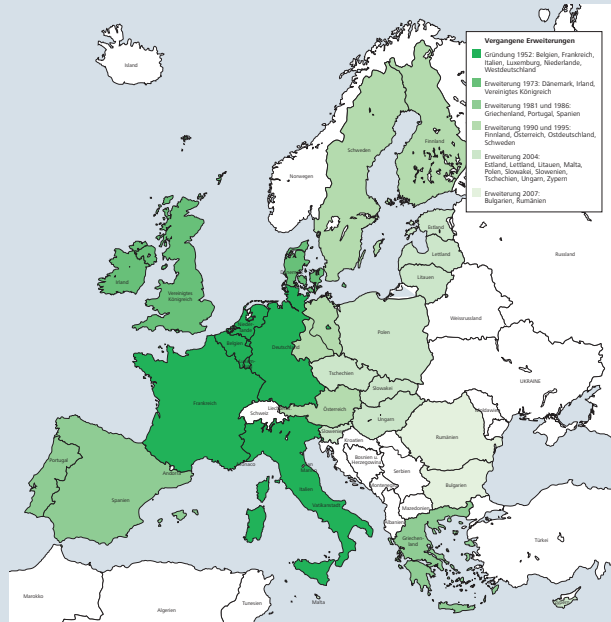 Vergangene Erweiterungen
Gründung 1952: Belgien, Frankreich,
Italien, Luxemburg, Niederlande,
Westdeutschland
Erweiterung 1973: Dänemark, Irland,
Vereinigtes Königreich
Erweiterung 1981 und 1986:
Griechenland, Portugal, Spanien
Erweiterung 1990 und 1995:
Finnland, Österreich, Ostdeutschland,
Schweden
Erweiterung 2004:
Estland, Lettland, Litauen, Malta,
Polen, Slowakei, Slowenien,
Tschechien, Ungarn, Zypern
Erweiterung 2007:
Bulgarien, Rumänien
Island
Finnland
Schweden
Norwegen
Estland
Russland
Lettland
Litauen
Irland
Vereinigtes
Königreich
Weissrussland
Nieder-
lande
Polen
Belgien
Deutschland
Tschechien
UKRAINE
Slowakei
Frankreich
Schweiz
Österreich
Ungarn
Slowenien
Kroatien
Rumänien
Bosnien u.
Herzegowina
Serbien
Monaco
Portugal
Andorra
Italien
Montenegro
Bulgarien
Spanien
Vatikanstadt
Mazedonien
Albanien
Griechen-
land
Türkei
Marokko
Algerien
Tunesien
Malta